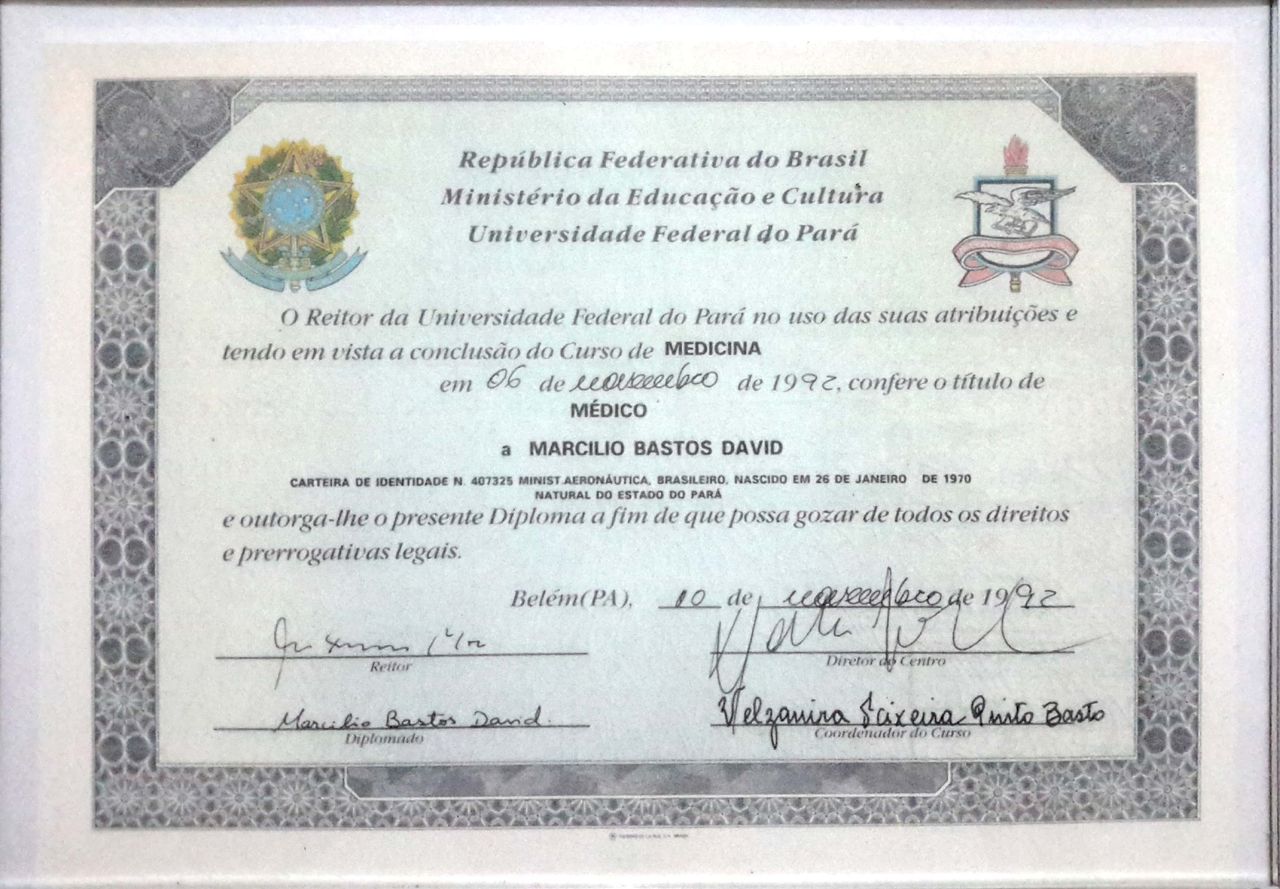 República Federativa do Brasil
Ministério da Educação e Cultura
Universidade Federal do Pará
O Reitor da Universidade Federal do Pará no uso das suas atribuições e
tendo em vista a conclusão do Curso de MEDICINA
em 06 de novembro de 1992, confere o título de
MÉDICO
a MARCILIO BASTOS DAVID
CARTEIRA DE IDENTIDADE N. 407325 MINIST.AERONÁUTICA, BRASILEIRO, NASCIDO EM 26 DE JANEIRO DE 1970
NATURAL DO ESTADO DO PARÁ
e outorga-lhe o presente Diploma a fim de que possa gozar de todos os direitos
e prerrogativas legais.
Belém(PA), 10 de novembro de 1992
Reitor
Diretor do Centro
Marcilio Bastos David.
Velzanira Teixeira Pinto Basto
Diplomado
Coordenador do Curso